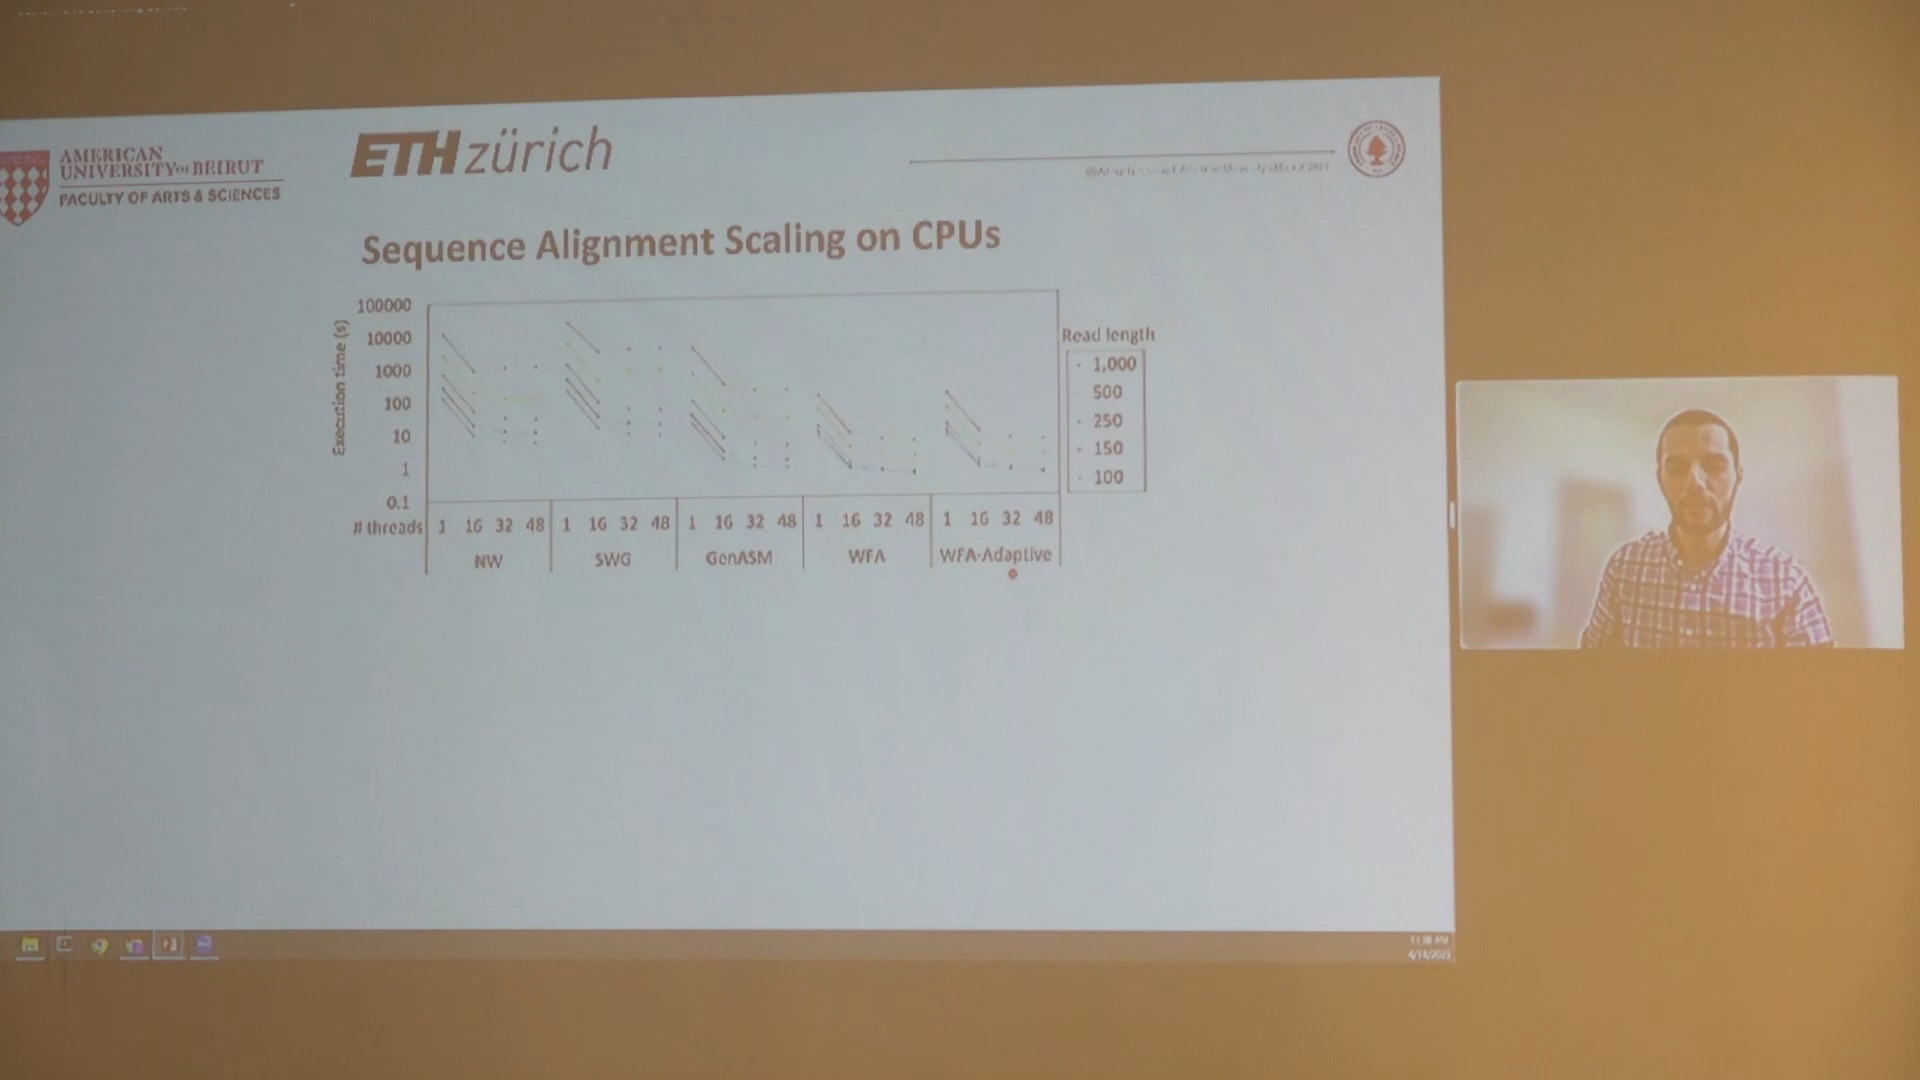 AMERICAN
UNIVERSITY OF BEIRUT
FACULTY OF ARTS & SCIENCES
ETH zürich
Sequence Alignment Scaling on CPUs
Execution time (s)
100000
10000
1000
100
10
1
0.1
Read length
1,000
500
250
150
100
# threads 1 16 32 48 1 16 32 48 1 16 32 48 1 16 32 48 1 16 32 48
NW SWG GenASM WFA WFA-Adaptive